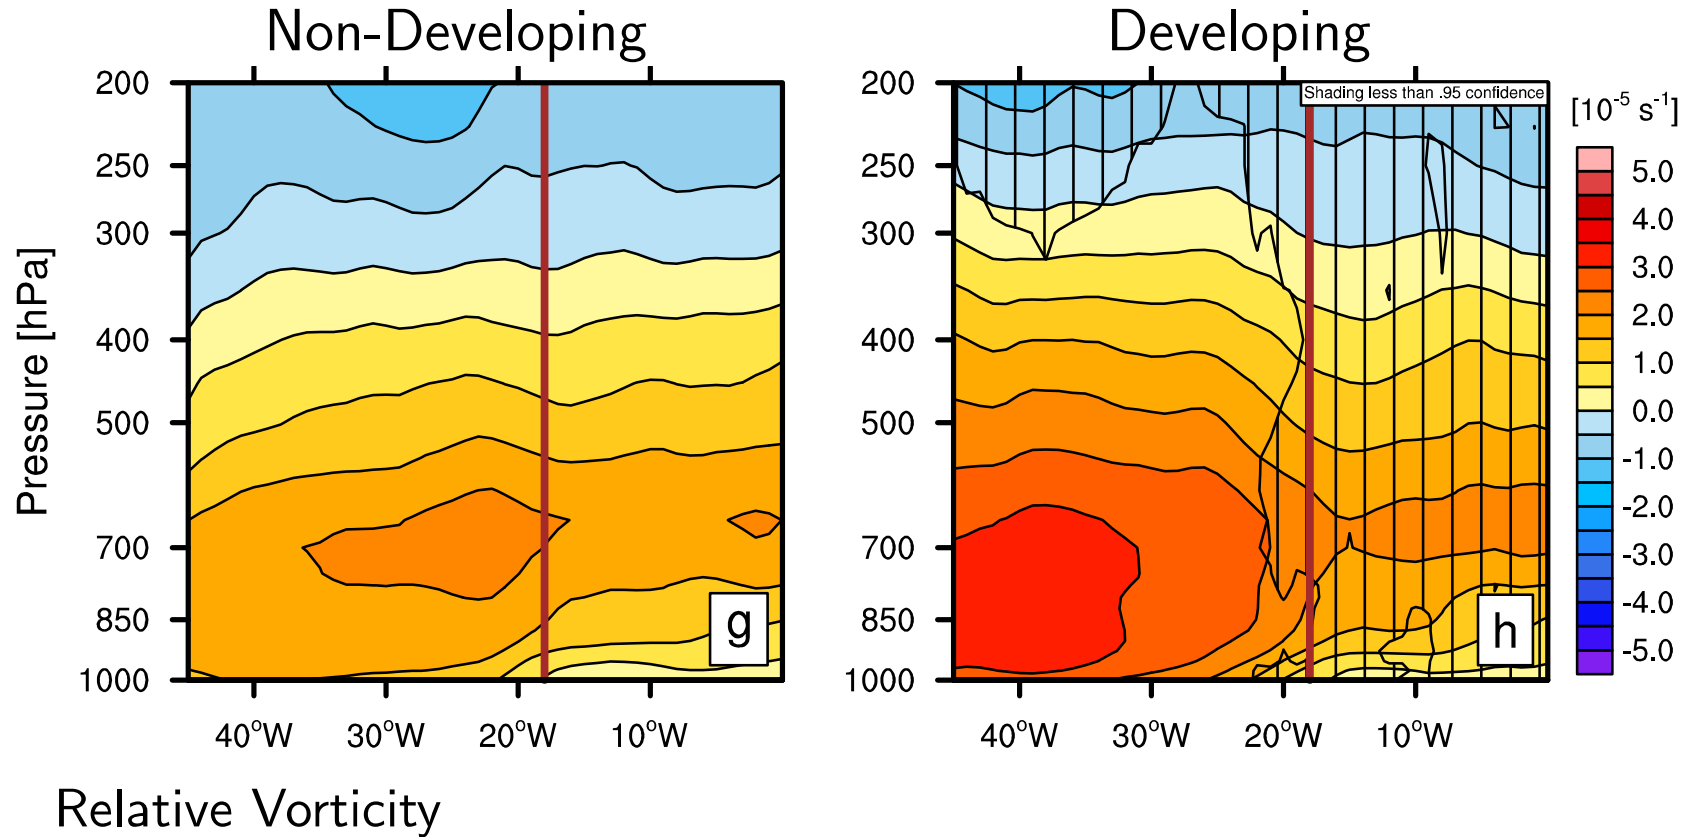 Non-Developing
Developing
Shading less than .95 confidence
[10⁻⁵ s⁻¹]
Pressure [hPa]
200
250
300
400
500
700
850
1000
40°W
30°W
20°W
10°W
g
200
250
300
400
500
700
850
1000
40°W
30°W
20°W
10°W
h
5.0
4.0
3.0
2.0
1.0
0.0
-1.0
-2.0
-3.0
-4.0
-5.0
Relative Vorticity